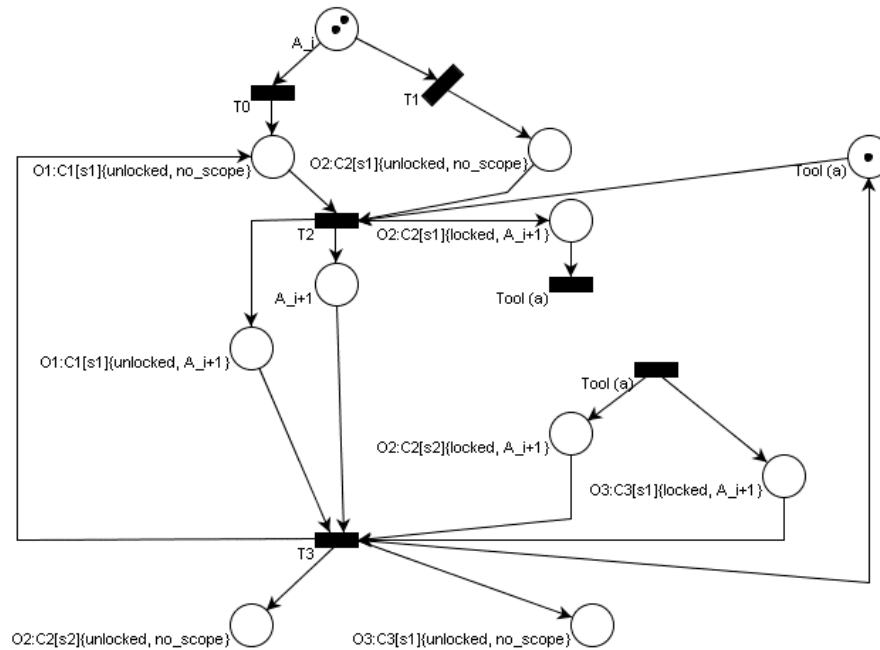 A_i
T0
T1
O1:C1[s1]{unlocked, no_scope}
O2:C2[s1]{unlocked, no_scope}
Tool (a)
T2
O2:C2[s1]{locked, A_i+1}
A_i+1
Tool (a)
O1:C1[s1]{unlocked, A_i+1}
Tool (a)
O2:C2[s2]{locked, A_i+1}
O3:C3[s1]{locked, A_i+1}
T3
O2:C2[s2]{unlocked, no_scope}
O3:C3[s1]{unlocked, no_scope}